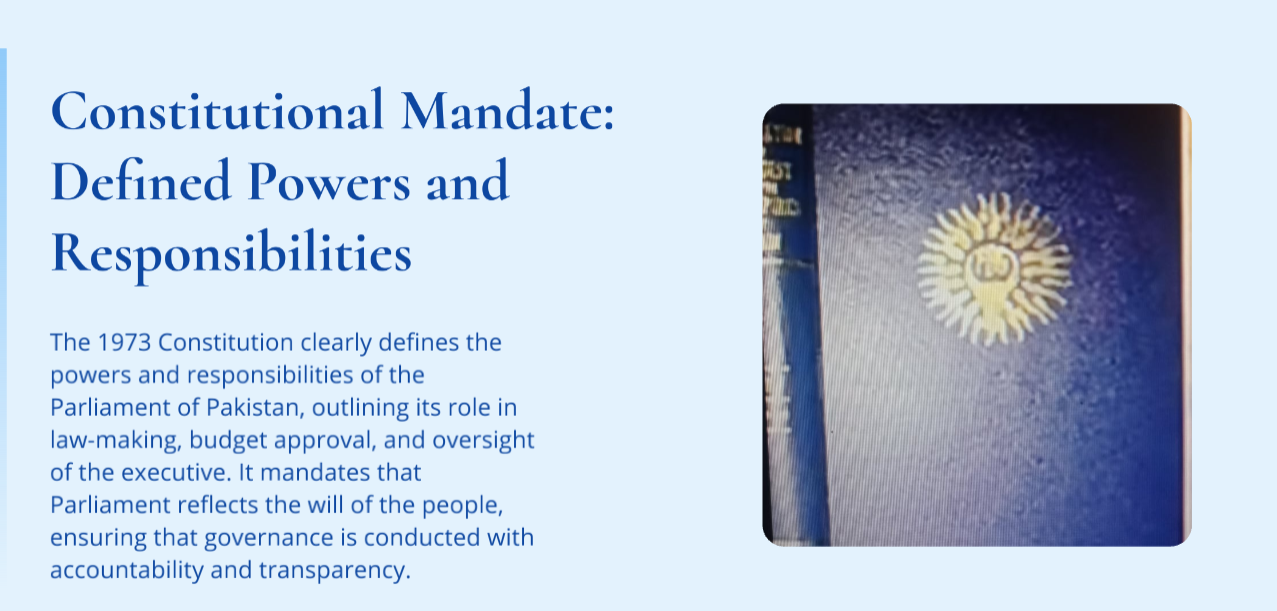 Constitutional Mandate:
Defined Powers and
Responsibilities
The 1973 Constitution clearly defines the
powers and responsibilities of the
Parliament of Pakistan, outlining its role in
law-making, budget approval, and oversight
of the executive. It mandates that
Parliament reflects the will of the people,
ensuring that governance is conducted with
accountability and transparency.